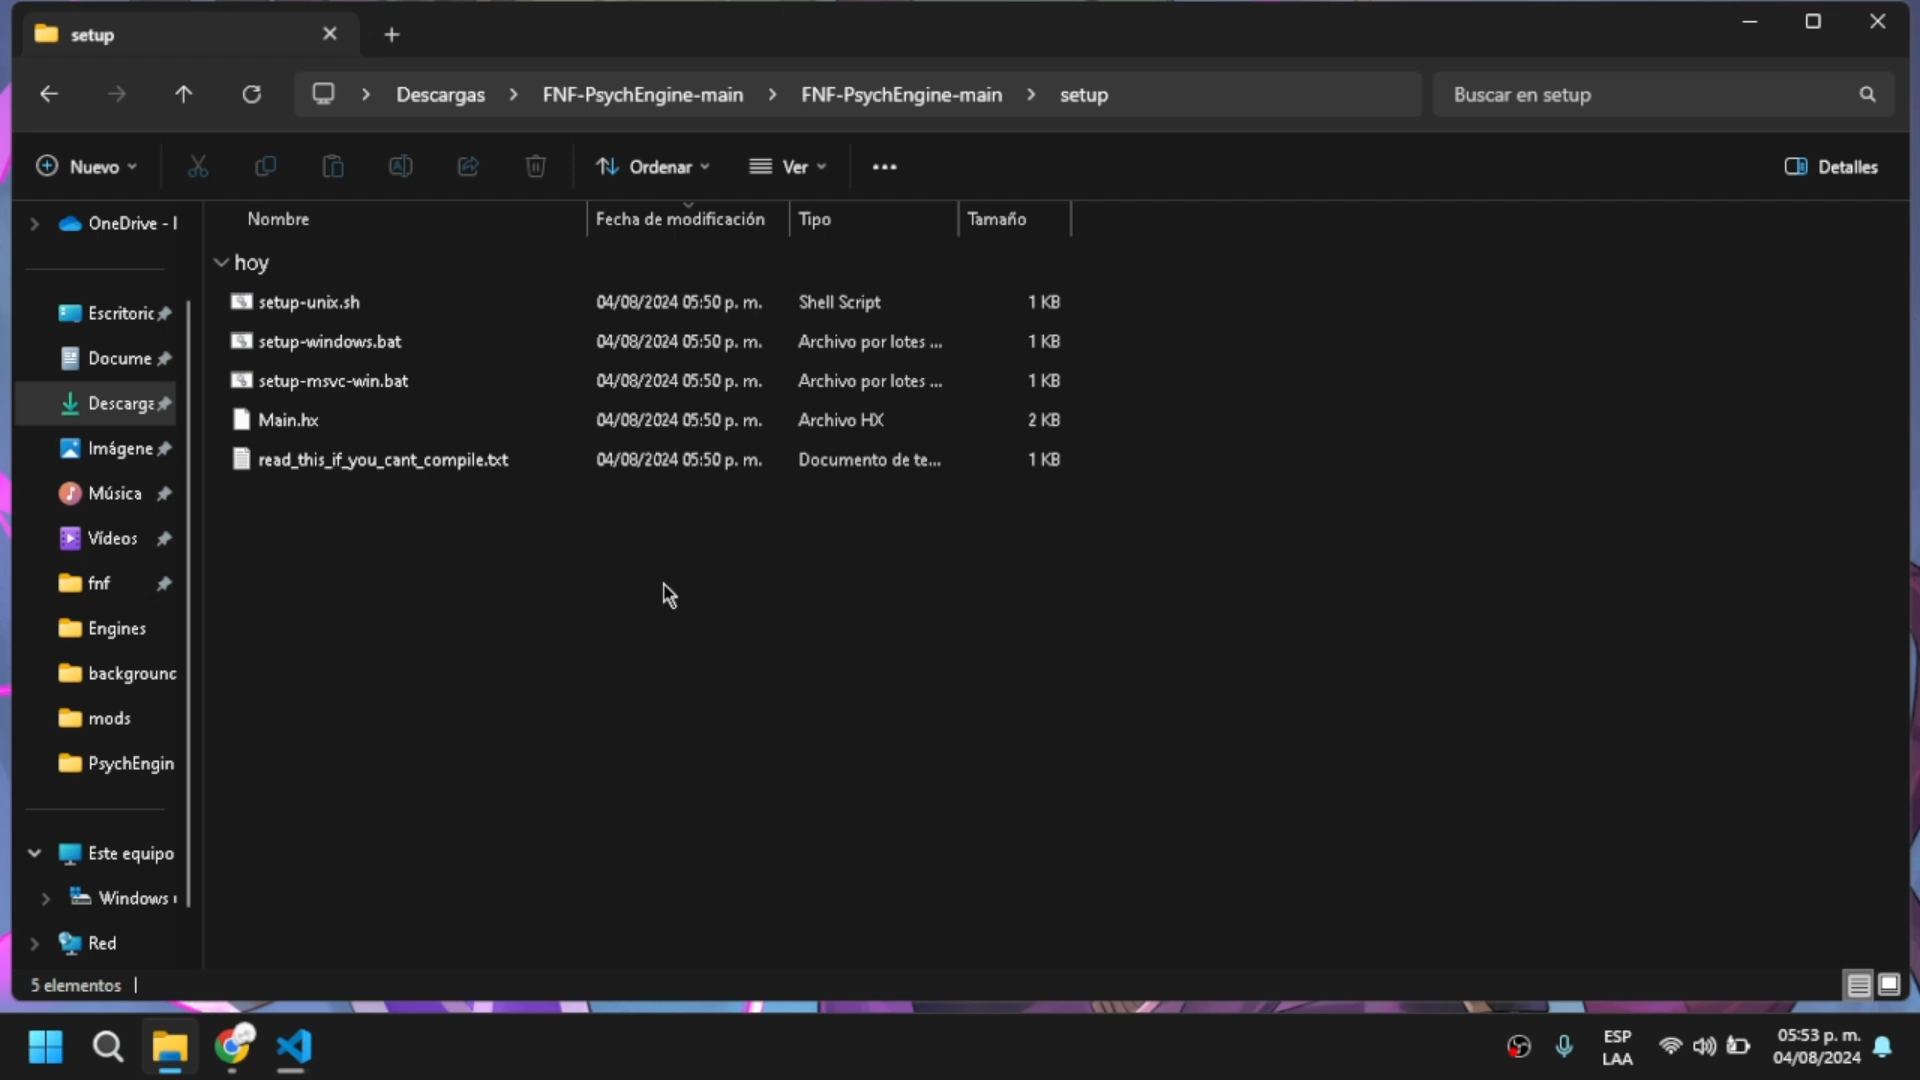 setup
Descargas > FNF-PsychEngine-main > FNF-PsychEngine-main > setup
Buscar en setup
Nuevo
Ordenar
Ver
Detalles
Nombre
Fecha de modificación
Tipo
Tamaño
OneDrive - I
Escritoric
Docume
Descarga
Imágene
Música
Vídeos
fnf
Engines
backgrounc
mods
PsychEngin
Este equipo
Windows
Red
hoy
setup-unix.sh 04/08/2024 05:50 p. m. Shell Script 1 KB
setup-windows.bat 04/08/2024 05:50 p. m. Archivo por lotes ... 1 KB
setup-msvc-win.bat 04/08/2024 05:50 p. m. Archivo por lotes ... 1 KB
Main.hx 04/08/2024 05:50 p. m. Archivo HX 2 KB
read_this_if_you_cant_compile.txt 04/08/2024 05:50 p. m. Documento de te... 1 KB
5 elementos
ESP
LAA
05:53 p. m.
04/08/2024